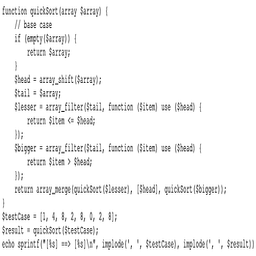 function quickSort(array $array) {
    // base case
    if (empty($array)) {
        return $array;
    }
    $head = array_shift($array);
    $tail = $array;
    $lesser = array_filter($tail, function ($item) use ($head) {
        return $item <= $head;
    });
    $bigger = array_filter($tail, function ($item) use ($head) {
        return $item > $head;
    });
    return array_merge(quickSort($lesser), [$head], quickSort($bigger));
}
$testCase = [1, 4, 8, 2, 8, 0, 2, 8];
$result = quickSort($testCase);
echo sprintf("[%s] ==> [%s]\n", implode(', ', $testCase), implode(', ', $result))